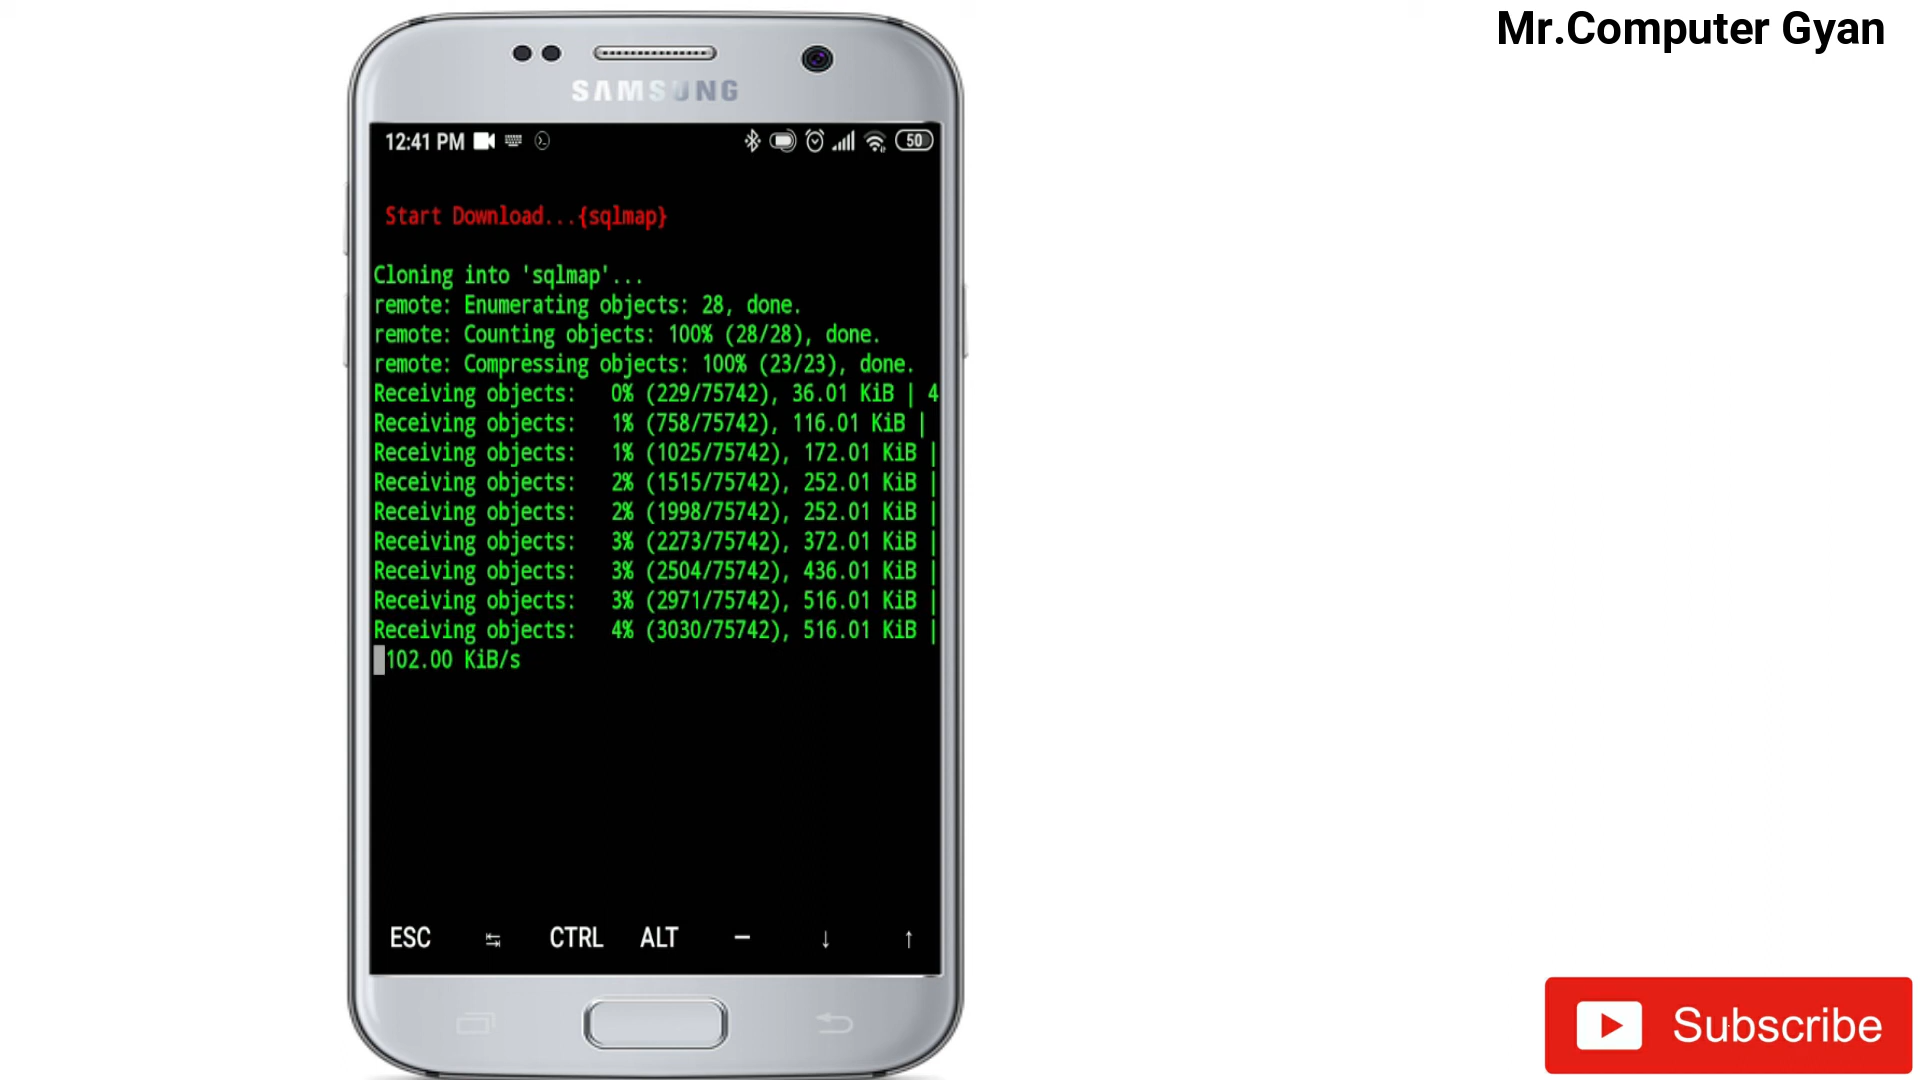 Mr.Computer Gyan
SAMSUNG
12:41 PM 50
Start Download...{sqlmap}
Cloning into 'sqlmap'...
remote: Enumerating objects: 28, done.
remote: Counting objects: 100% (28/28), done.
remote: Compressing objects: 100% (23/23), done.
Receiving objects:   0% (229/75742), 36.01 KiB | 4
Receiving objects:   1% (758/75742), 116.01 KiB |
Receiving objects:   1% (1025/75742), 172.01 KiB |
Receiving objects:   2% (1515/75742), 252.01 KiB |
Receiving objects:   2% (1998/75742), 252.01 KiB |
Receiving objects:   3% (2273/75742), 372.01 KiB |
Receiving objects:   3% (2504/75742), 436.01 KiB |
Receiving objects:   3% (2971/75742), 516.01 KiB |
Receiving objects:   4% (3030/75742), 516.01 KiB |
102.00 KiB/s
ESC ⇆ CTRL ALT — ↓ ↑
Subscribe